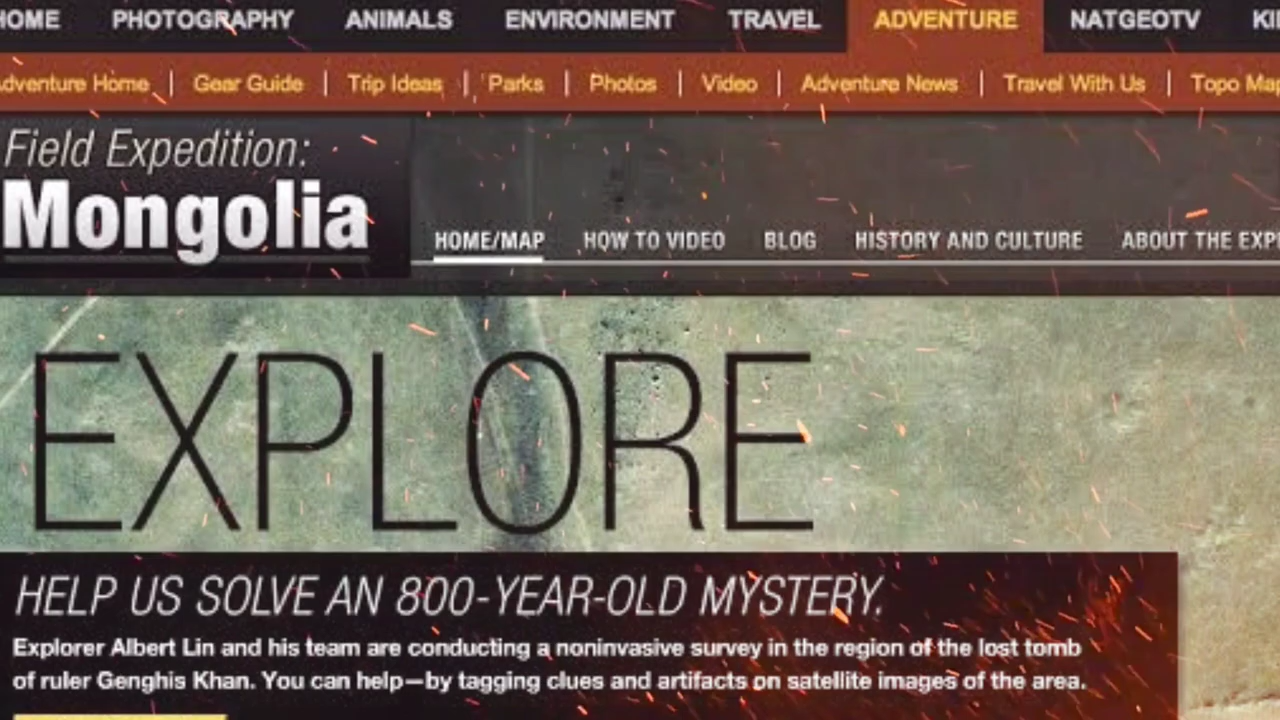 HOME PHOTOGRAPHY ANIMALS ENVIRONMENT TRAVEL ADVENTURE NATGEOTV
Adventure Home | Gear Guide | Trip Ideas | Parks | Photos | Video | Adventure News | Travel With Us | Topo Map
Field Expedition:
Mongolia
HOME/MAP HOW TO VIDEO BLOG HISTORY AND CULTURE ABOUT THE
EXPLORE
HELP US SOLVE AN 800-YEAR-OLD MYSTERY.
Explorer Albert Lin and his team are conducting a noninvasive survey in the region of the lost tomb
of ruler Genghis Khan. You can help—by tagging clues and artifacts on satellite images of the area.